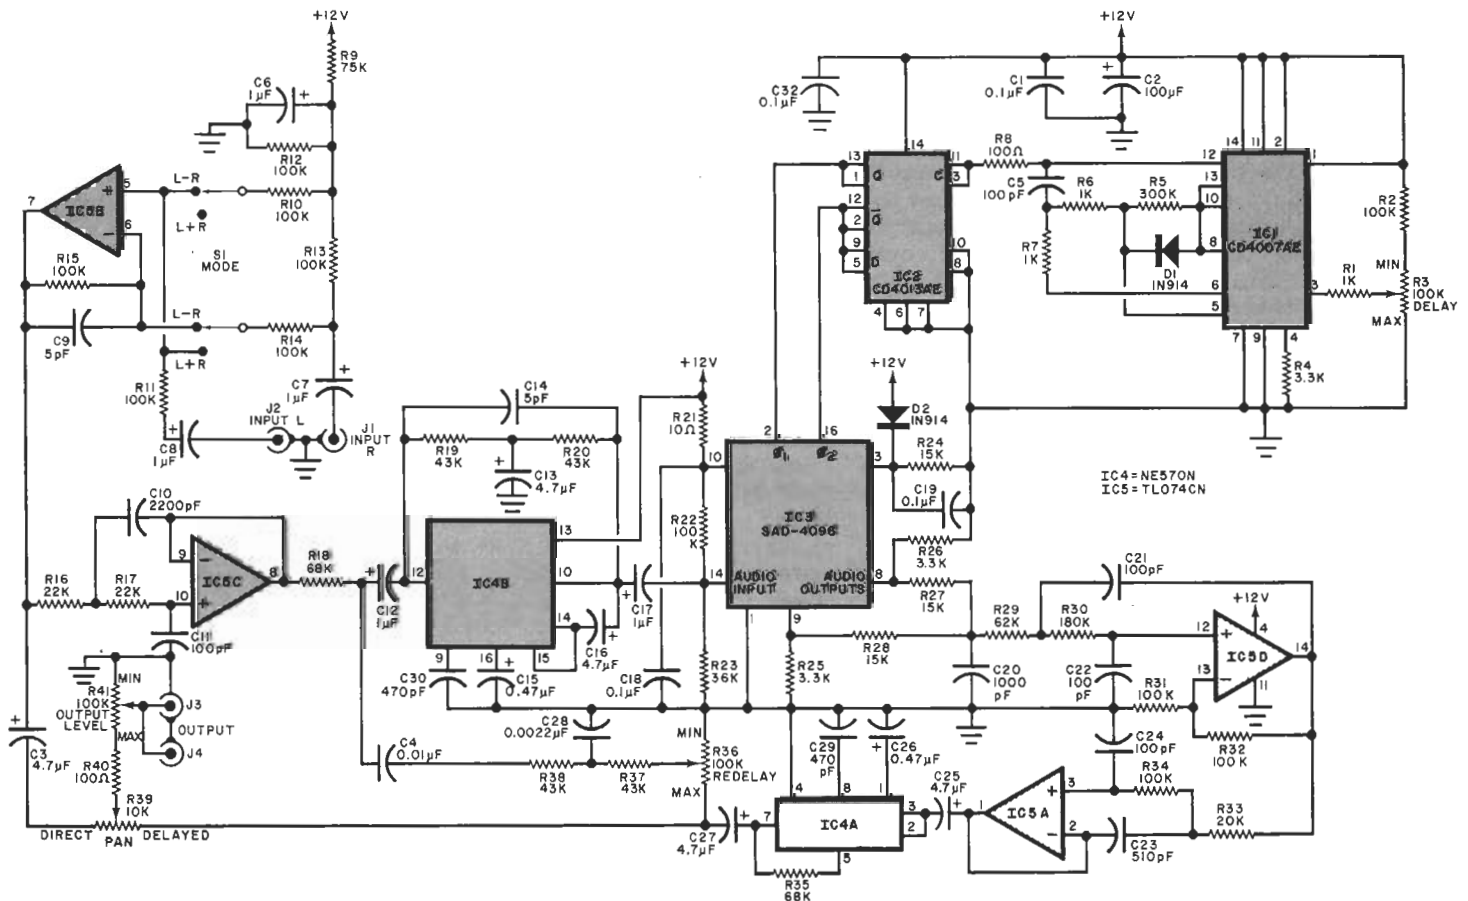 +12V
R9
75K
C6
1µF
R12
100K
L-R
R10
100K
L+R
S1
MODE
R13
100K
7
5
+
IC5B
-
6
R15
100K
C9
5pF
L-R
R14
100K
L+R
R11
100K
C7
1µF
+
J2
INPUT L
J1
INPUT
R
C8
1µF
+
C10
2200pF
R16
22K
R17
22K
9
-
IC5C
10
+
8
C11
100pF
R18
68K
C12
1µF
MIN
R41
100K
OUTPUT
LEVEL
MAX
J3
OUTPUT
J4
R40
100Ω
R39
10K
C3
4.7µF
DIRECT
PAN
DELAYED
C14
5pF
R19
43K
R20
43K
C13
4.7µF
12
IC4B
13
10
14
9
16
15
C30
470pF
C15
0.47µF
C16
4.7µF
C17
1µF
C4
0.01µF
C28
0.0022µF
R38
43K
R37
43K
+12V
R21
10Ω
R22
100
K
C18
0.1µF
R23
36K
MIN
R36
100K
REDELAY
MAX
C27
4.7µF
2
16
Ø1
Ø2
10
3
IC3
SAD-4096
14
AUDIO
INPUT
AUDIO
OUTPUTS
8
1
9
+12V
D2
1N914
R24
15K
C19
0.1µF
R26
3.3K
R27
15K
R28
15K
R25
3.3K
C20
1000
pF
C29
470
pF
C26
0.47µF
4
8
1
7
IC4A
3
2
5
R35
68K
C25
4.7µF
1
IC5A
+
3
-
2
C23
510pF
C24
100pF
R34
100K
R33
20K
R29
62K
R30
180K
C21
100pF
C22
100
pF
R31
100K
R32
100K
+12V
4
12
+
IC5D
14
13
-
11
IC4=NE570N
IC5=TL074CN
+12V
C32
0.1µF
C1
0.1µF
C2
100µF
14
13
1
Q
11
3
C
12
2
Q
9
5
D
10
8
IC2
CD4013AE
4
6
7
R8
100Ω
C5
100pF
R6
1K
R5
300K
R7
1K
D1
1N914
14
11
2
12
13
10
8
6
5
1
IC1
CD4007AE
3
7
9
4
R4
3.3K
R1
1K
R2
100K
MIN
R3
100K
DELAY
MAX